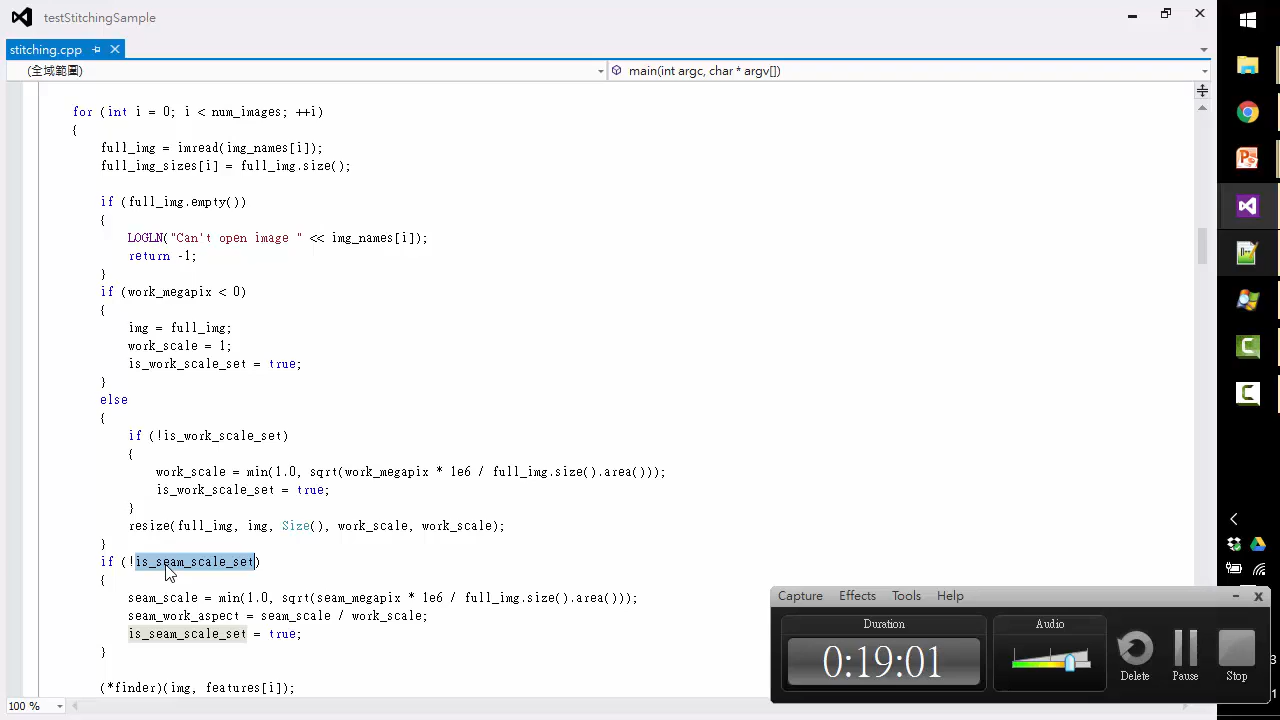 testStitchingSample
stitching.cpp
(全域範圍)
main(int argc, char * argv[])
for (int i = 0; i < num_images; ++i)
{
full_img = imread(img_names[i]);
full_img_sizes[i] = full_img.size();
if (full_img.empty())
{
LOGLN("Can't open image " << img_names[i]);
return -1;
}
if (work_megapix < 0)
{
img = full_img;
work_scale = 1;
is_work_scale_set = true;
}
else
{
if (!is_work_scale_set)
{
work_scale = min(1.0, sqrt(work_megapix * 1e6 / full_img.size().area()));
is_work_scale_set = true;
}
resize(full_img, img, Size(), work_scale, work_scale);
}
if (!is_seam_scale_set)
{
seam_scale = min(1.0, sqrt(seam_megapix * 1e6 / full_img.size().area()));
seam_work_aspect = seam_scale / work_scale;
is_seam_scale_set = true;
}
(*finder)(img, features[i]);
100 %
Capture Effects Tools Help
Duration
0:19:01
Audio
Delete
Pause
Stop